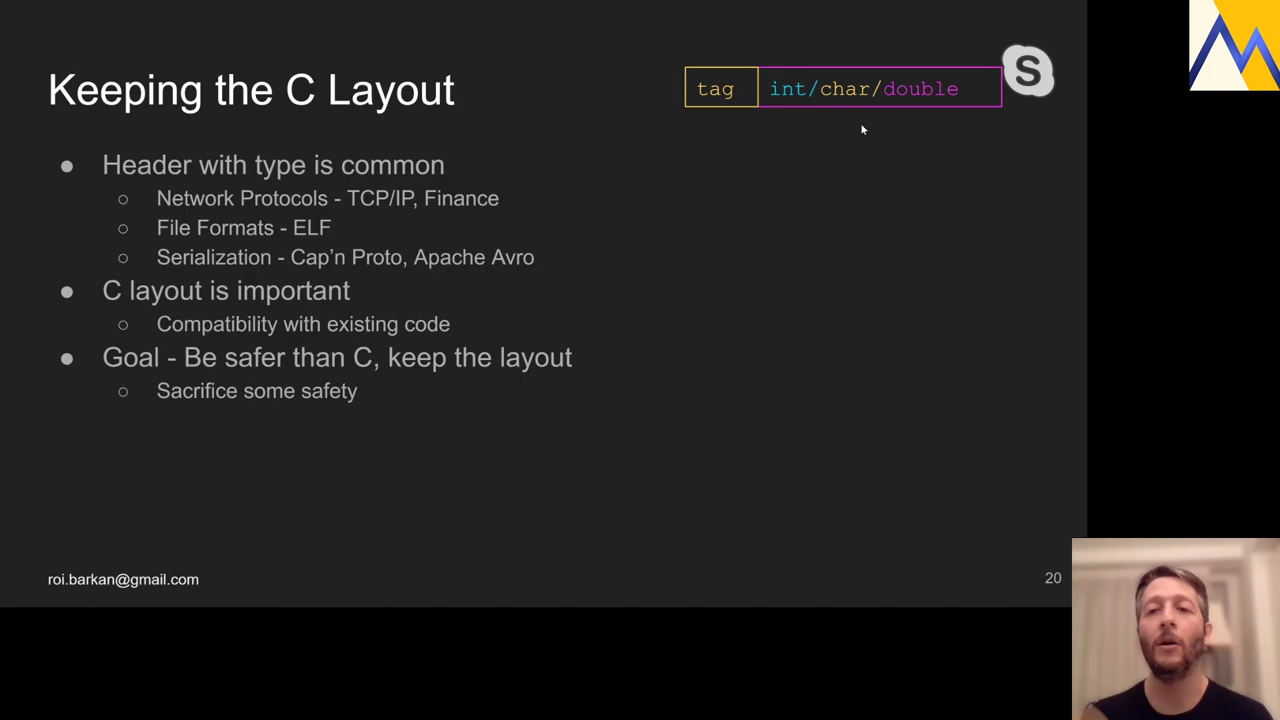 Keeping the C Layout
tag int/char/double
S
● Header with type is common
○ Network Protocols - TCP/IP, Finance
○ File Formats - ELF
○ Serialization - Cap’n Proto, Apache Avro
● C layout is important
○ Compatibility with existing code
● Goal - Be safer than C, keep the layout
○ Sacrifice some safety
roi.barkan@gmail.com
20